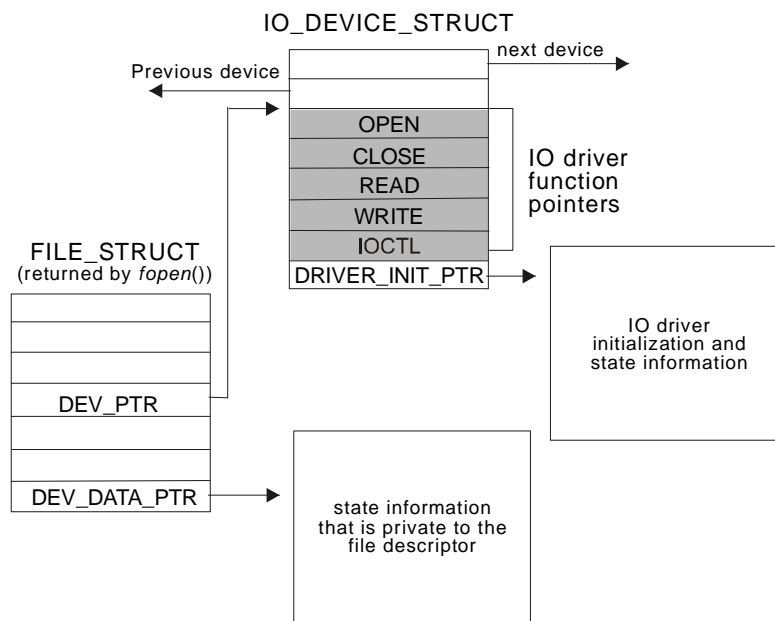 IO_DEVICE_STRUCT
next device
Previous device
OPEN
CLOSE
READ
WRITE
IOCTL
DRIVER_INIT_PTR
IO driver
function
pointers
FILE_STRUCT
(returned by fopen())
DEV_PTR
DEV_DATA_PTR
IO driver
initialization and
state information
state information
that is private to the
file descriptor